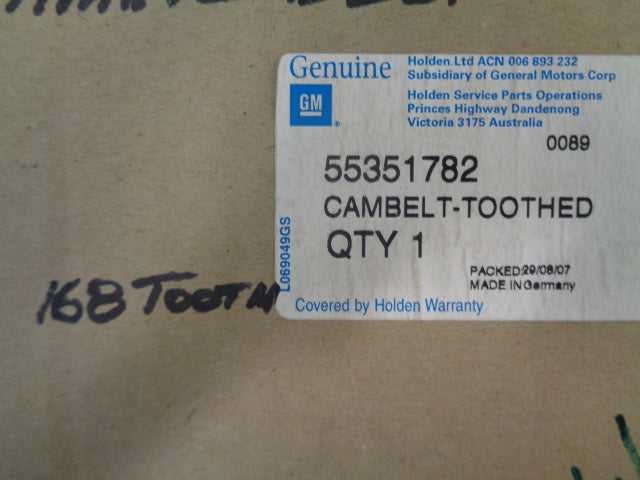 Genuine
Holden Ltd ACN 006 893 232
Subsidiary of General Motors Corp
GM
Holden Service Parts Operations
Princes Highway Dandenong
Victoria 3175 Australia
0089
55351782
CAMBELT-TOOTHED
QTY 1
PACKED:29/08/07
MADE IN Germany
L069049GS
Covered by Holden Warranty
168 TOOTH